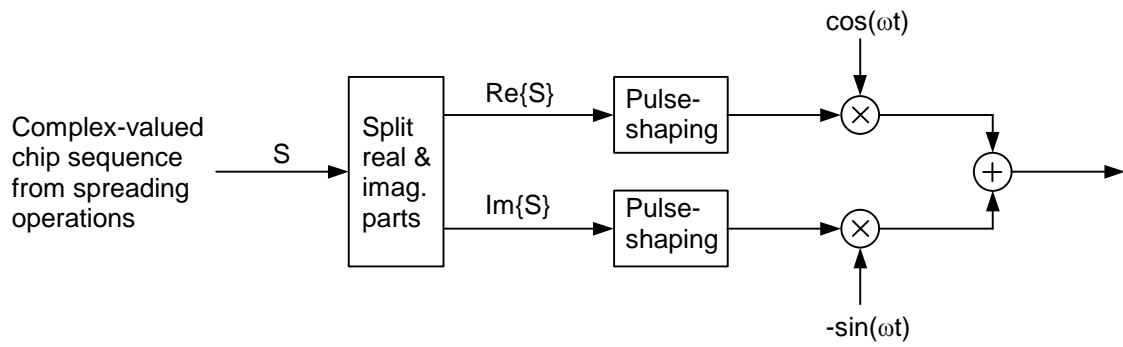 cos(ωt)
Complex-valued
chip sequence
from spreading
operations
S
Split
real &
imag.
parts
Re{S}
Pulse-
shaping
Im{S}
Pulse-
shaping
-sin(ωt)